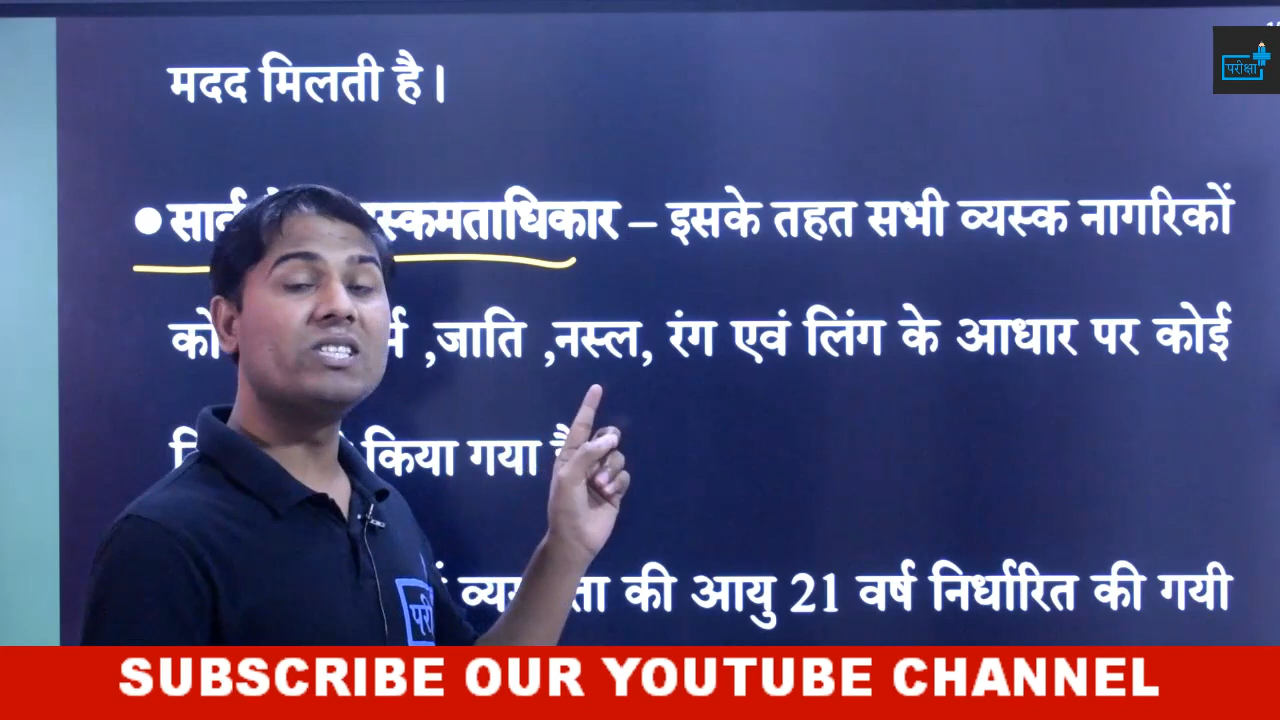 मदद मिलती है।
परीक्षा
•सार्व स्कमताधिकार – इसके तहत सभी व्यस्क नागरिकों
को र्म ,जाति ,नस्ल, रंग एवं लिंग के आधार पर कोई
किया गया है
परी
की आयु 21 वर्ष निर्धारित की गयी
SUBSCRIBE OUR YOUTUBE CHANNEL